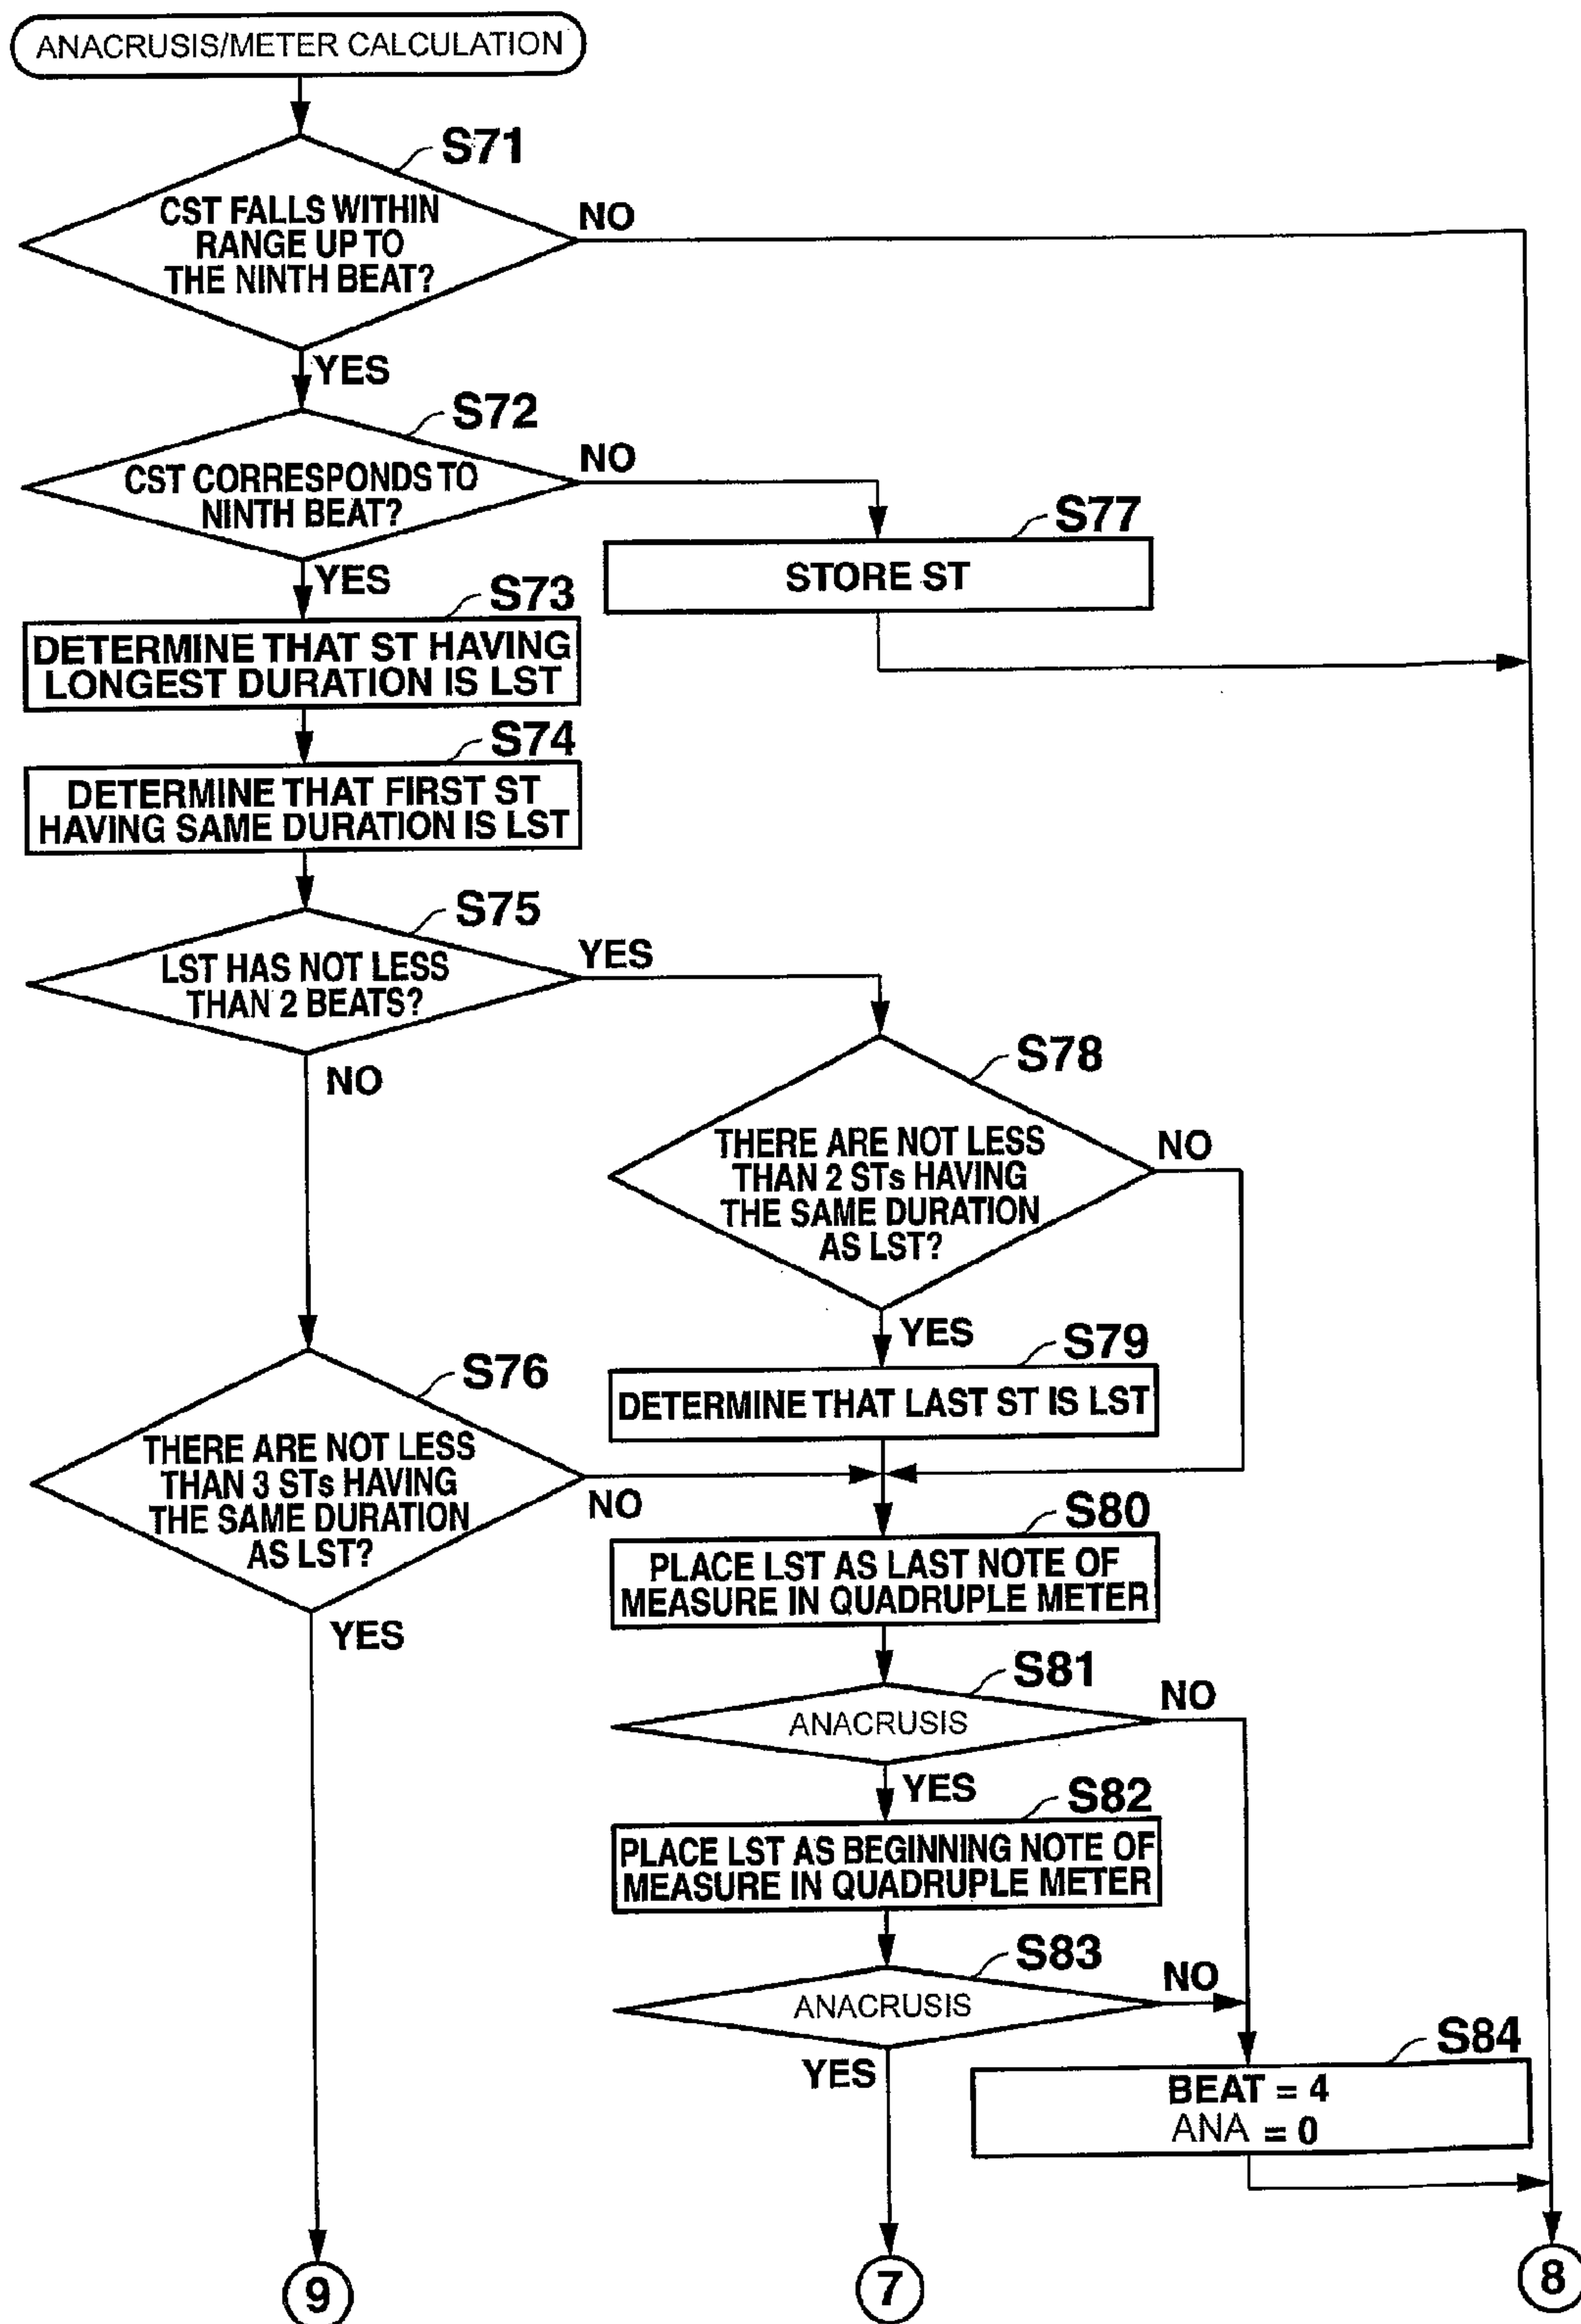 ANACRUSIS/METER CALCULATION
S71
CST FALLS WITHIN
RANGE UP TO
THE NINTH BEAT?
NO
YES
S72
CST CORRESPONDS TO
NINTH BEAT?
NO
YES
S77
STORE ST
S73
DETERMINE THAT ST HAVING
LONGEST DURATION IS LST
S74
DETERMINE THAT FIRST ST
HAVING SAME DURATION IS LST
S75
LST HAS NOT LESS
THAN 2 BEATS?
YES
NO
S78
THERE ARE NOT LESS
THAN 2 STs HAVING
THE SAME DURATION
AS LST?
NO
YES
S79
DETERMINE THAT LAST ST IS LST
S76
THERE ARE NOT LESS
THAN 3 STs HAVING
THE SAME DURATION
AS LST?
NO
YES
S80
PLACE LST AS LAST NOTE OF
MEASURE IN QUADRUPLE METER
S81
ANACRUSIS
NO
YES
S82
PLACE LST AS BEGINNING NOTE OF
MEASURE IN QUADRUPLE METER
S83
ANACRUSIS
NO
YES
S84
BEAT = 4
ANA = 0
9
7
8